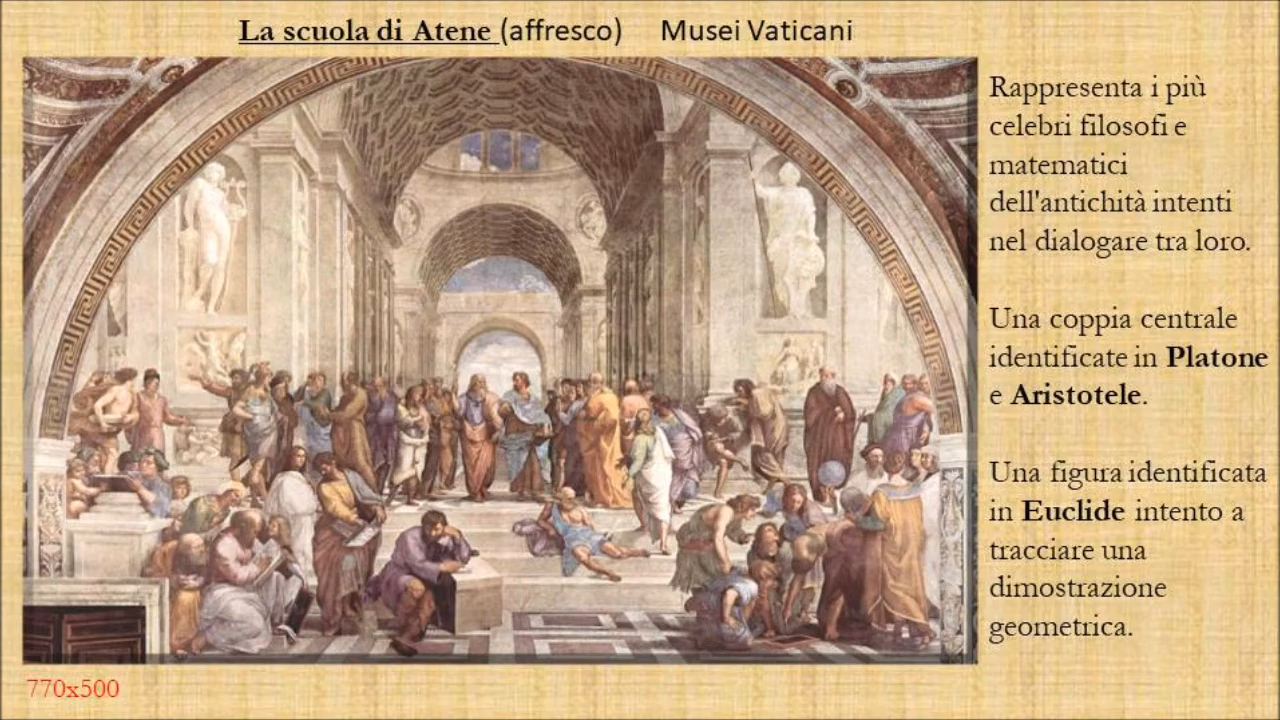 La scuola di Atene (affresco) Musei Vaticani
Rappresenta i più
celebri filosofi e
matematici
dell'antichità intenti
nel dialogare tra loro.
Una coppia centrale
identificate in Platone
e Aristotele.
Una figura identificata
in Euclide intento a
tracciare una
dimostrazione
geometrica.
770x500